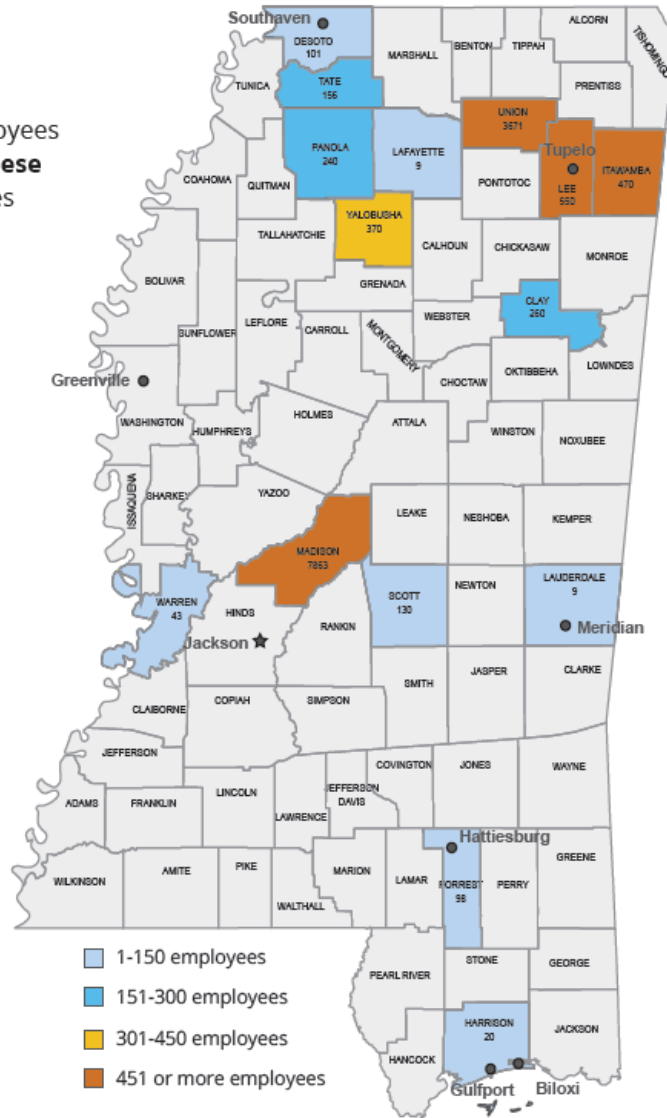 oyees
ese
es
Southaven
DESOTO
101
MARSHALL
BENTON
TIPPAH
ALCORN
TISHOMINGO
TUNICA
TATE
156
PRENTISS
UNION
3671
PANOLA
240
LAFAYETTE
9
Tupelo
LEE
550
ITAWAMBA
470
COAHOMA
QUITMAN
PONTOTOC
YALOBUSHA
370
TALLAHATCHIE
CALHOUN
CHICKASAW
MONROE
BOLIVAR
GRENADA
CLAY
260
SUNFLOWER
LEFLORE
CARROLL
MONTGOMERY
WEBSTER
Greenville
CHOCTAW
OKTIBBEHA
LOWNDES
WASHINGTON
HUMPHREYS
HOLMES
ATTALA
WINSTON
NOXUBEE
ISSAQUENA
SHARKEY
YAZOO
LEAKE
NESHOBA
KEMPER
MADISON
7863
WARREN
43
HINDS
Jackson
RANKIN
SCOTT
130
NEWTON
LAUDERDALE
9
Meridian
CLAIBORNE
COPIAH
SIMPSON
SMITH
JASPER
CLARKE
JEFFERSON
ADAMS
FRANKLIN
LINCOLN
LAWRENCE
JEFFERSON
DAVIS
COVINGTON
JONES
WAYNE
WILKINSON
AMITE
PIKE
WALTHALL
MARION
LAMAR
Hattiesburg
FORREST
98
PERRY
GREENE
1-150 employees
151-300 employees
301-450 employees
451 or more employees
PEARL RIVER
STONE
GEORGE
HANCOCK
HARRISON
20
JACKSON
Gulfport
Biloxi